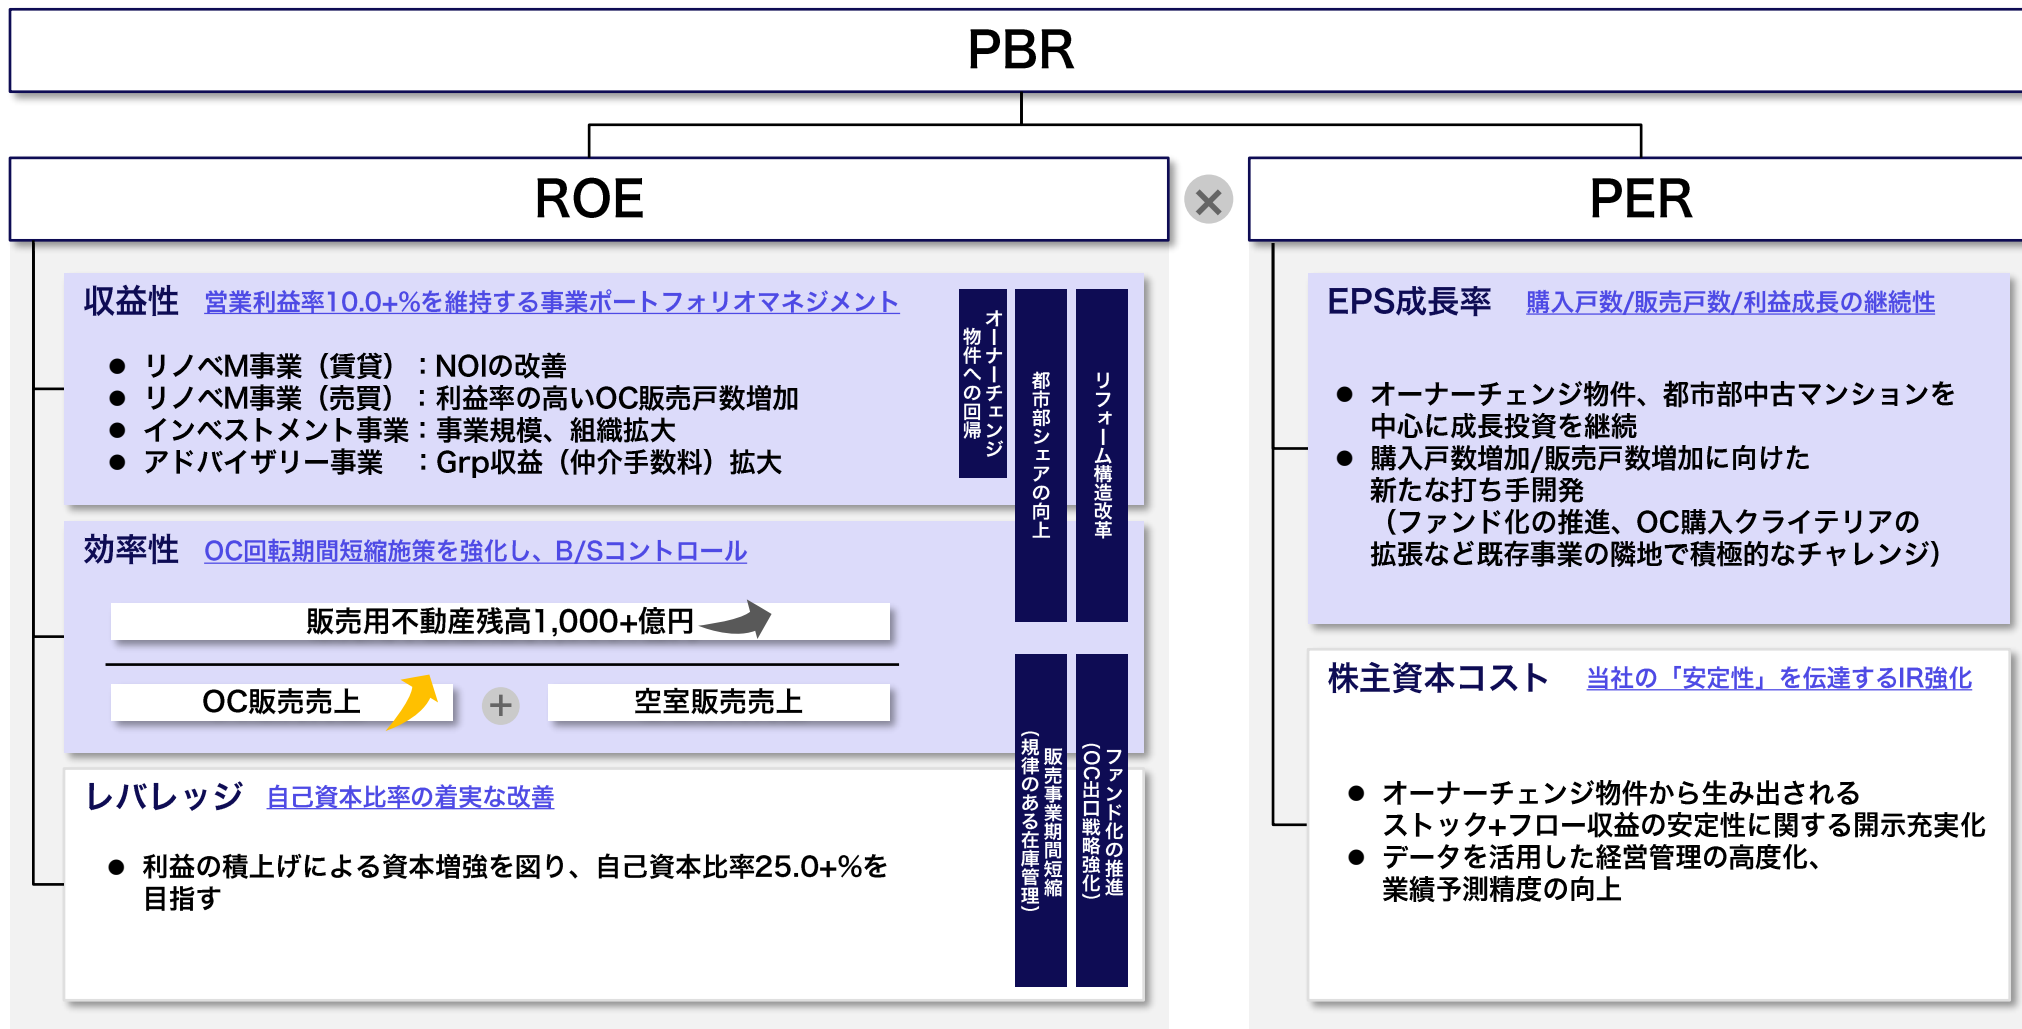 PBR
ROE
×
PER
収益性 営業利益率10.0+%を維持する事業ポートフォリオマネジメント
● リノベM事業（賃貸）：NOIの改善
● リノベM事業（売買）：利益率の高いOC販売戸数増加
● インベストメント事業：事業規模、組織拡大
● アドバイザリー事業　：Grp収益（仲介手数料）拡大
オーナーチェンジ
物件への回帰
都市部シェアの向上
リフォーム構造改革
効率性 OC回転期間短縮施策を強化し、B/Sコントロール
販売用不動産残高1,000+億円
OC販売売上
+
空室販売売上
販売事業期間短縮
(規律のある在庫管理)
ファンド化の推進
(OC出口戦略強化)
レバレッジ 自己資本比率の着実な改善
● 利益の積上げによる資本増強を図り、自己資本比率25.0+%を
目指す
EPS成長率 購入戸数/販売戸数/利益成長の継続性
● オーナーチェンジ物件、都市部中古マンションを
中心に成長投資を継続
● 購入戸数増加/販売戸数増加に向けた
新たな打ち手開発
（ファンド化の推進、OC購入クライテリアの
拡張など既存事業の隣地で積極的なチャレンジ）
株主資本コスト 当社の「安定性」を伝達するIR強化
● オーナーチェンジ物件から生み出される
ストック+フロー収益の安定性に関する開示充実化
● データを活用した経営管理の高度化、
業績予測精度の向上